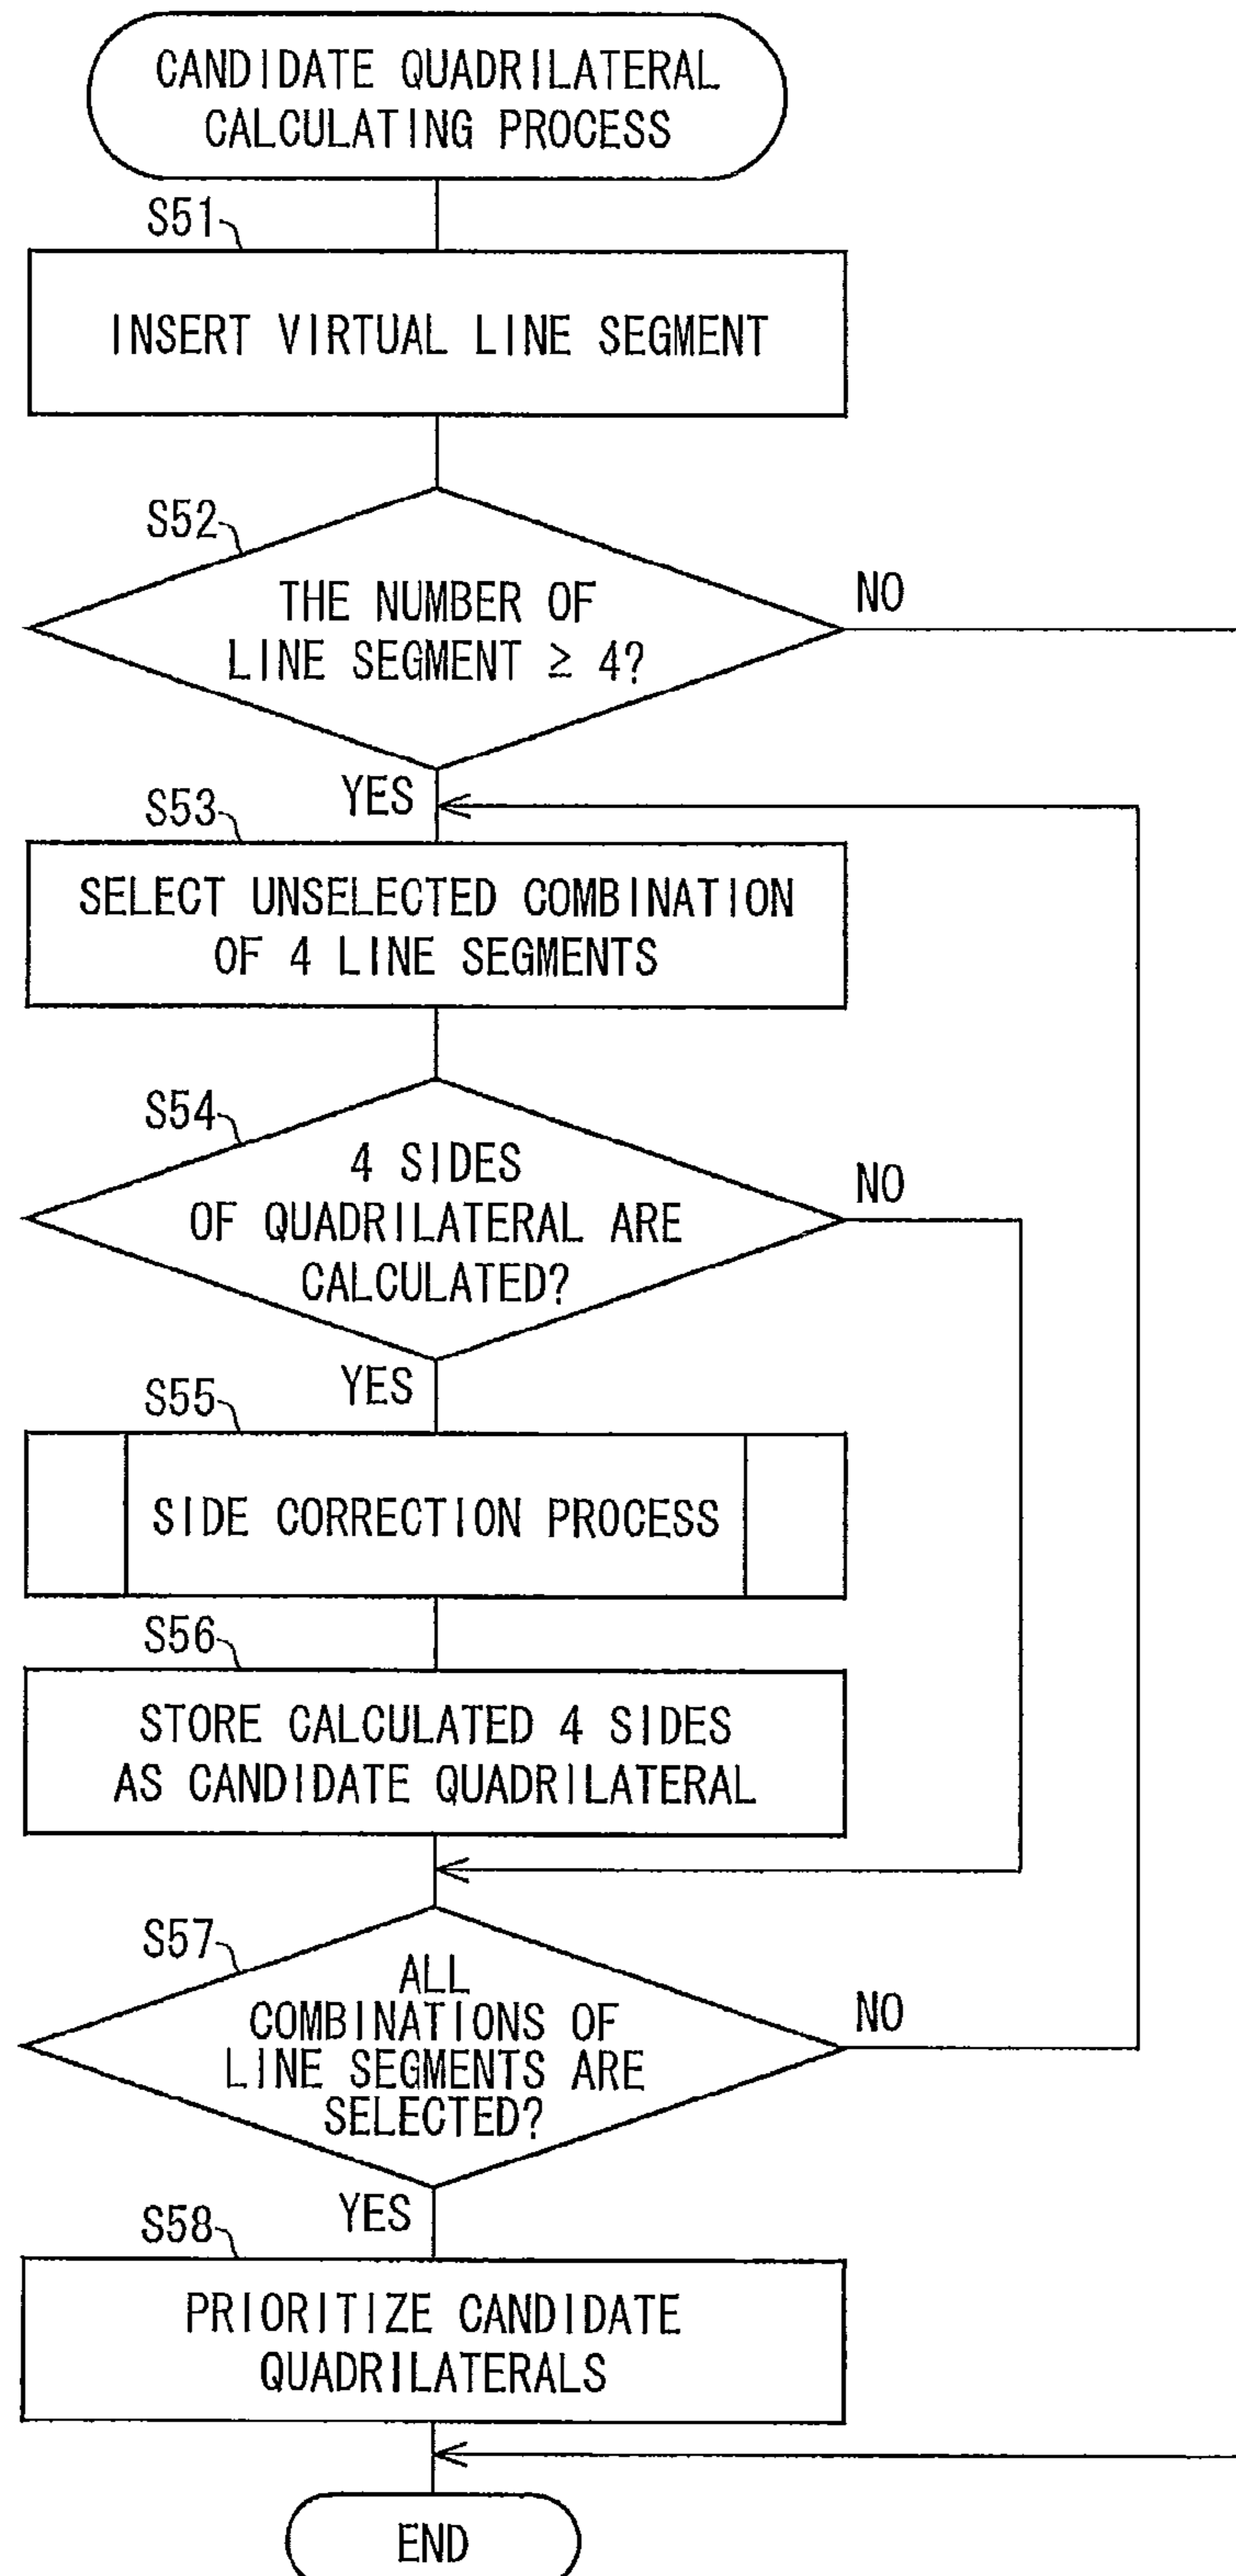 CANDIDATE QUADRILATERAL
CALCULATING PROCESS
S51
INSERT VIRTUAL LINE SEGMENT
S52
THE NUMBER OF
LINE SEGMENT ≥ 4?
NO
YES
S53
SELECT UNSELECTED COMBINATION
OF 4 LINE SEGMENTS
S54
4 SIDES
OF QUADRILATERAL ARE
CALCULATED?
NO
YES
S55
SIDE CORRECTION PROCESS
S56
STORE CALCULATED 4 SIDES
AS CANDIDATE QUADRILATERAL
S57
ALL
COMBINATIONS OF
LINE SEGMENTS ARE
SELECTED?
NO
YES
S58
PRIORITIZE CANDIDATE
QUADRILATERALS
END